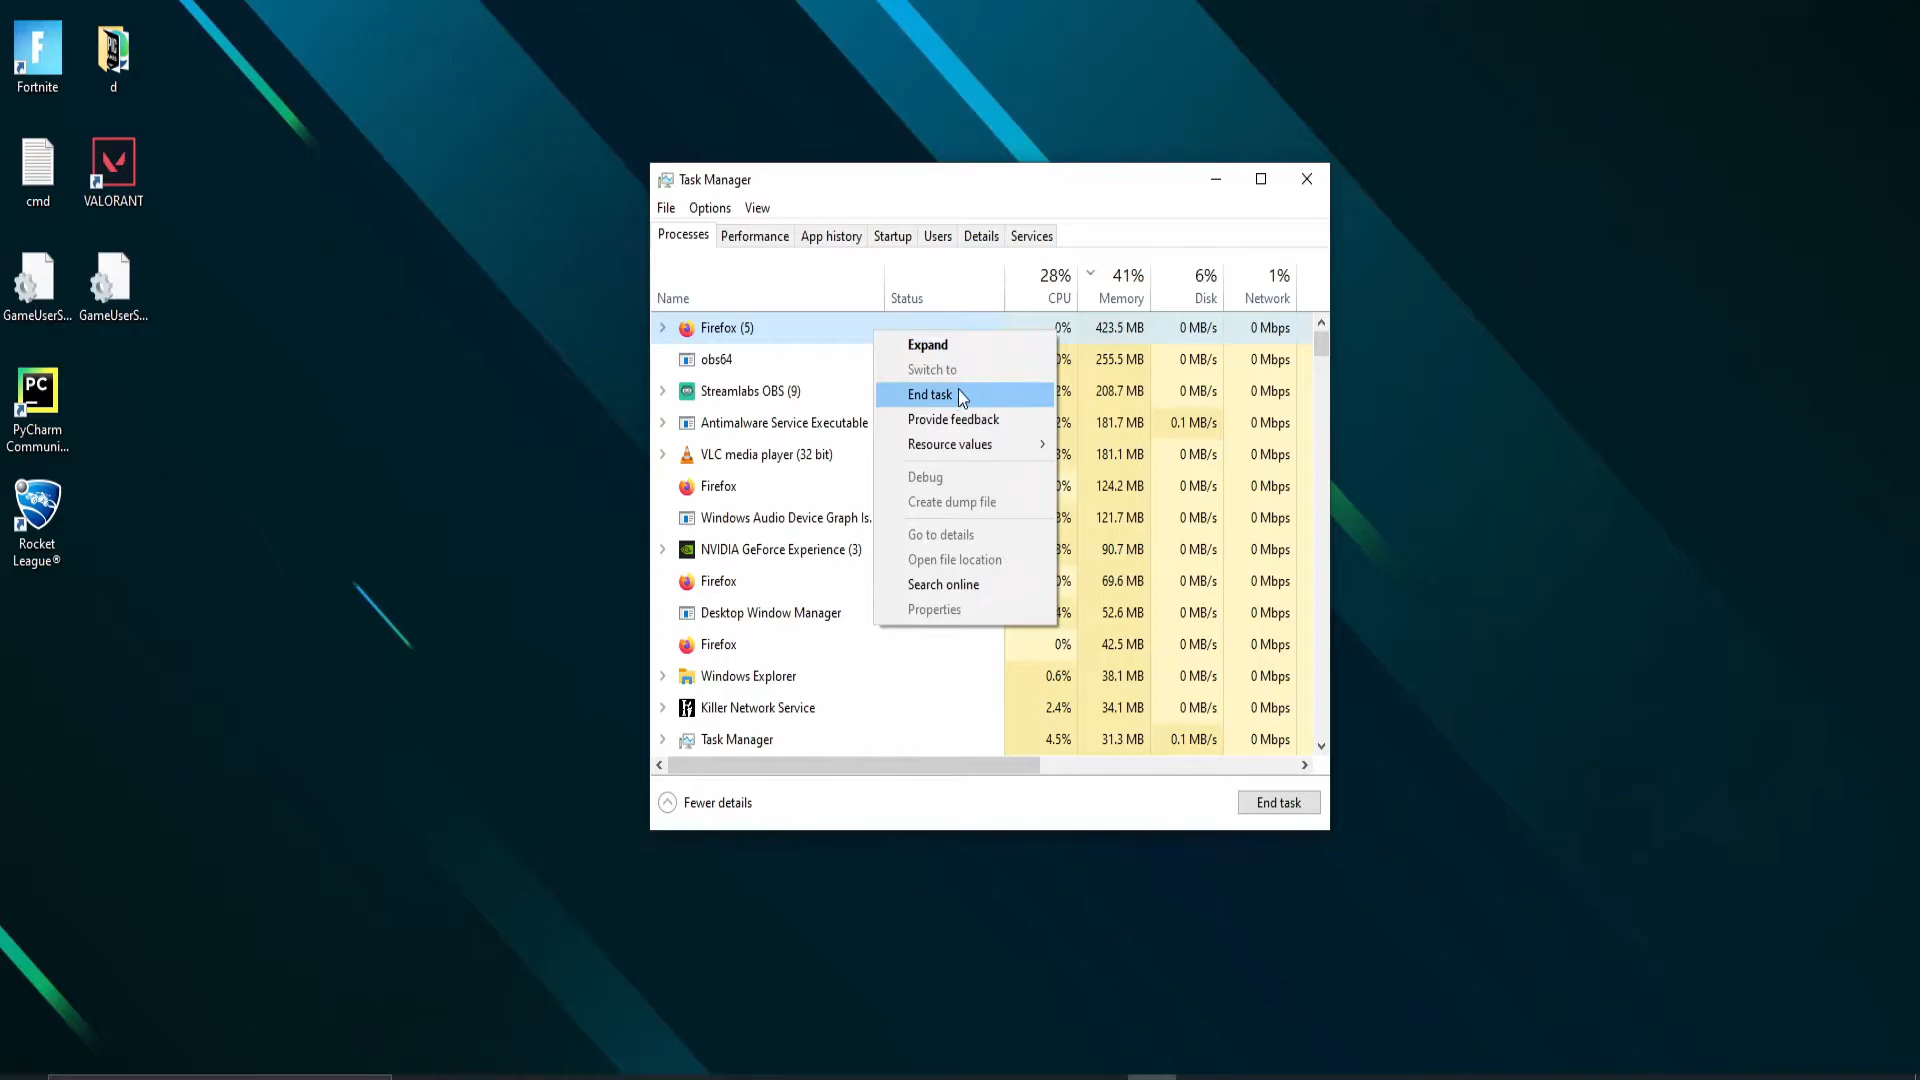 Fortnite
d
cmd
VALORANT
GameUserS...
GameUserS...
PC
PyCharm
Communi...
Rocket
League®
Task Manager
File Options View
Processes Performance App history Startup Users Details Services
28% 41% 6% 1%
Name Status CPU Memory Disk Network
Firefox (5) 0% 423.5 MB 0 MB/s 0 Mbps
obs64 0% 255.5 MB 0 MB/s 0 Mbps
Streamlabs OBS (9) 2% 208.7 MB 0 MB/s 0 Mbps
Antimalware Service Executable 2% 181.7 MB 0.1 MB/s 0 Mbps
VLC media player (32 bit) 3% 181.1 MB 0 MB/s 0 Mbps
Firefox 0% 124.2 MB 0 MB/s 0 Mbps
Windows Audio Device Graph Is. 3% 121.7 MB 0 MB/s 0 Mbps
NVIDIA GeForce Experience (3) 3% 90.7 MB 0 MB/s 0 Mbps
Firefox 0% 69.6 MB 0 MB/s 0 Mbps
Desktop Window Manager 4% 52.6 MB 0 MB/s 0 Mbps
Firefox 0% 42.5 MB 0 MB/s 0 Mbps
Windows Explorer 0.6% 38.1 MB 0 MB/s 0 Mbps
Killer Network Service 2.4% 34.1 MB 0 MB/s 0 Mbps
Task Manager 4.5% 31.3 MB 0.1 MB/s 0 Mbps
Expand
Switch to
End task
Provide feedback
Resource values
Debug
Create dump file
Go to details
Open file location
Search online
Properties
Fewer details
End task